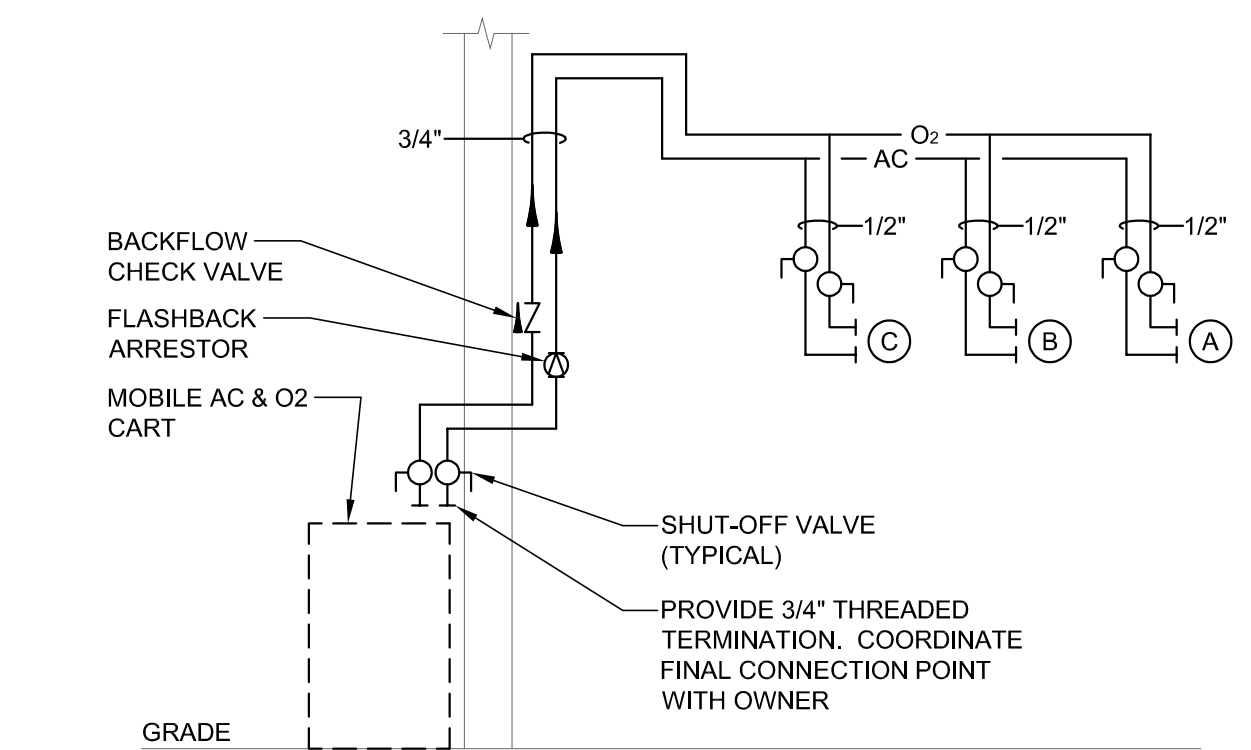 3/4"
O2
AC
1/2"
1/2"
1/2"
BACKFLOW
CHECK VALVE
FLASHBACK
ARRESTOR
C
B
A
MOBILE AC & O2
CART
SHUT-OFF VALVE
(TYPICAL)
PROVIDE 3/4" THREADED
TERMINATION. COORDINATE
FINAL CONNECTION POINT
WITH OWNER
GRADE